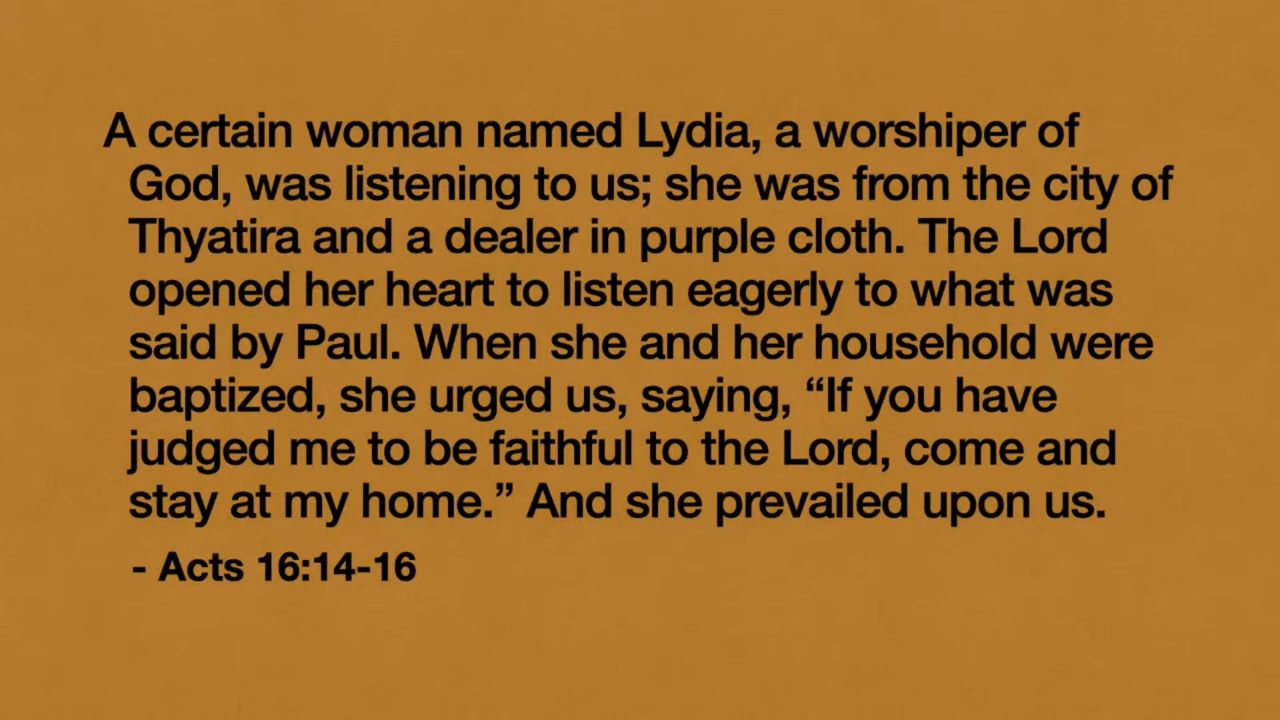 A certain woman named Lydia, a worshiper of
God, was listening to us; she was from the city of
Thyatira and a dealer in purple cloth. The Lord
opened her heart to listen eagerly to what was
said by Paul. When she and her household were
baptized, she urged us, saying, “If you have
judged me to be faithful to the Lord, come and
stay at my home.” And she prevailed upon us.
- Acts 16:14-16